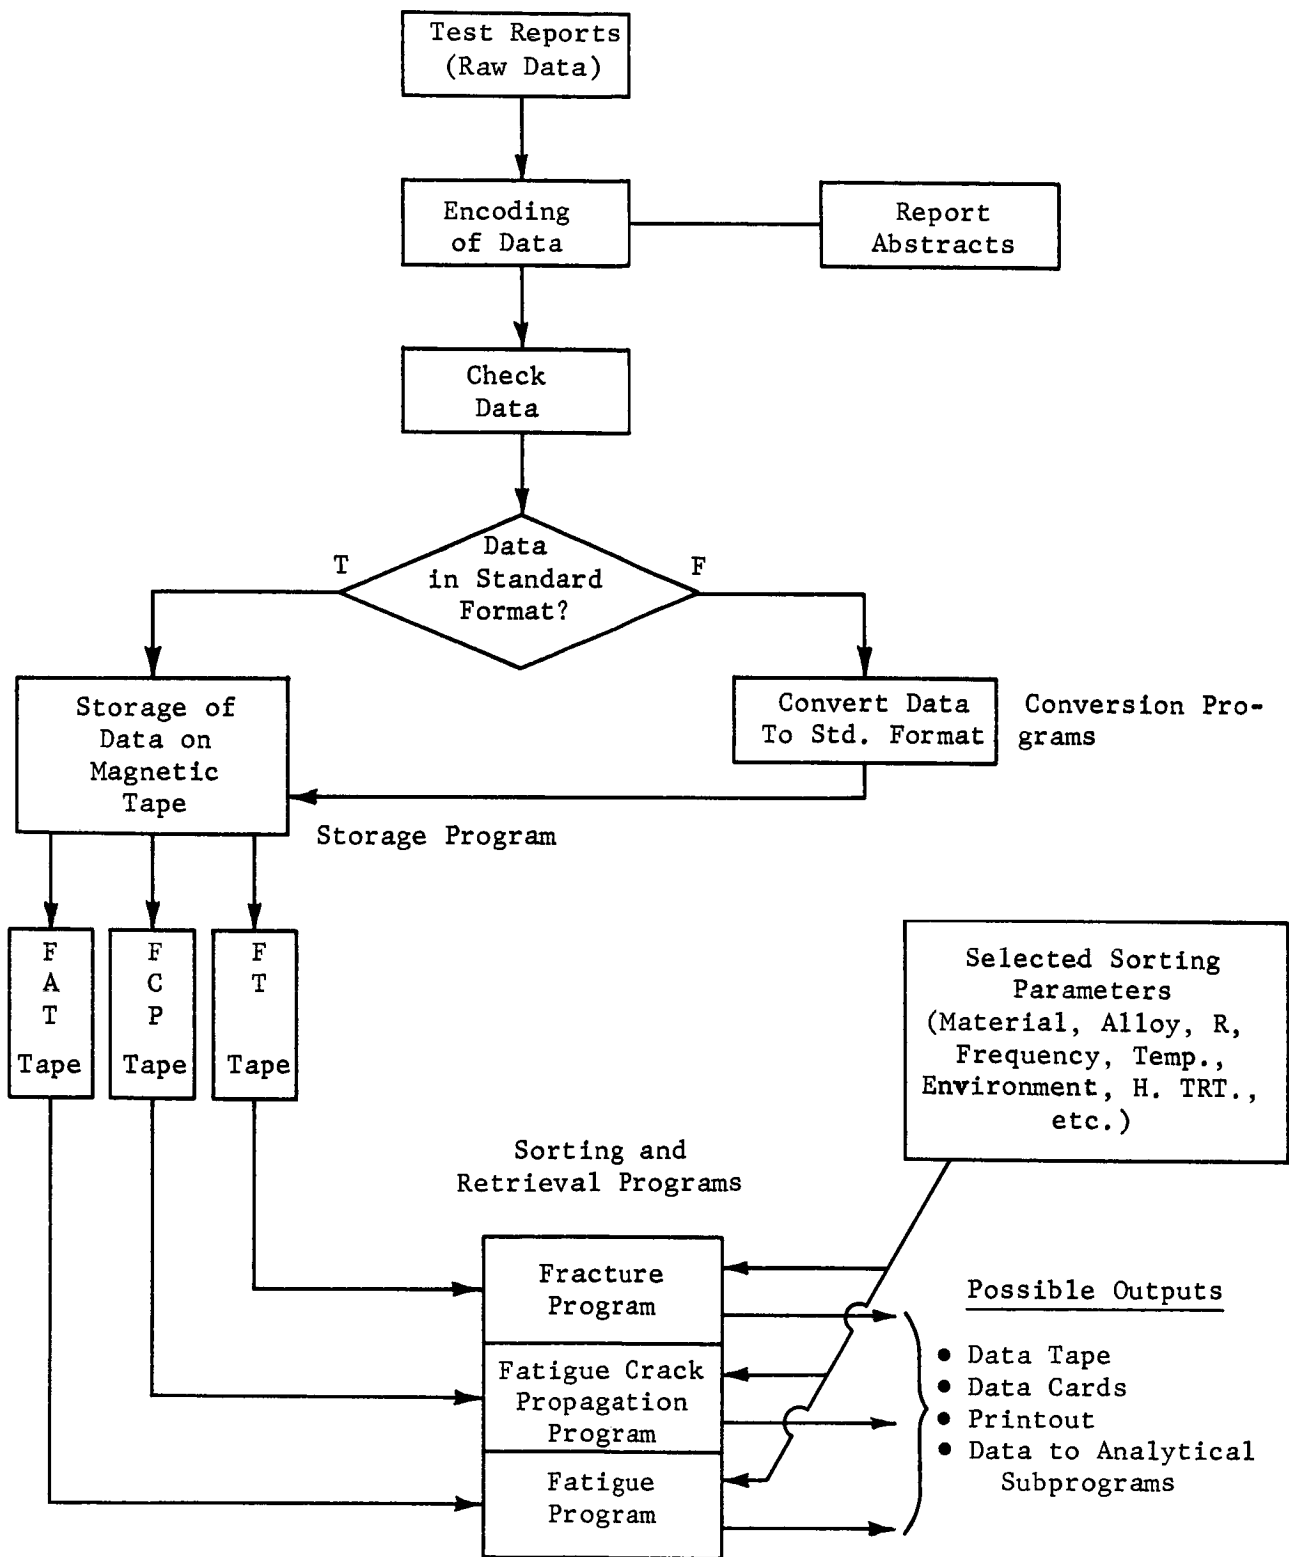 Test Reports
(Raw Data)
Encoding
of Data
Report
Abstracts
Check
Data
T
Data
in Standard
Format?
F
Storage of
Data on
Magnetic
Tape
Convert Data
To Std. Format
Conversion Pro-
grams
Storage Program
F
A
T
Tape
F
C
P
Tape
F
T
Tape
Selected Sorting
Parameters
(Material, Alloy, R,
Frequency, Temp.,
Environment, H. TRT.,
etc.)
Sorting and
Retrieval Programs
Fracture
Program
Fatigue Crack
Propagation
Program
Fatigue
Program
Possible Outputs
● Data Tape
● Data Cards
● Printout
● Data to Analytical
Subprograms